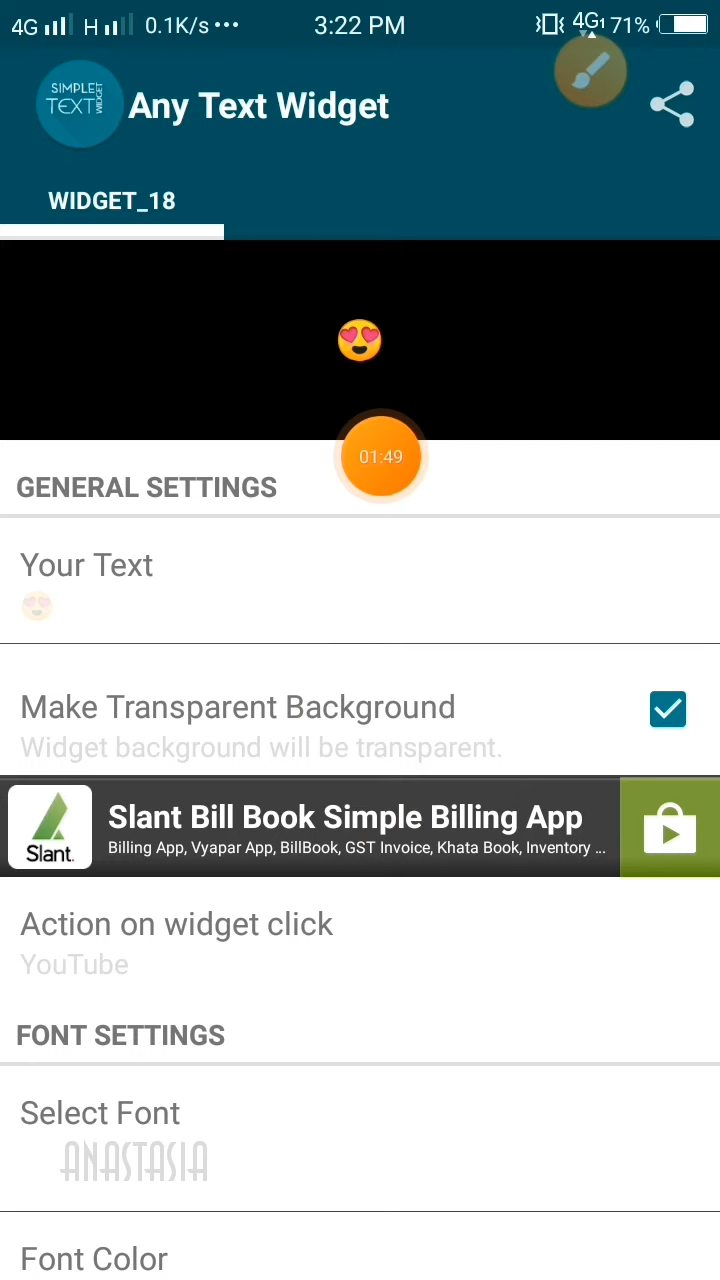 4G H 0.1K/s ••• 3:22 PM 4G1 71%
SIMPLE TEXT WIDGET Any Text Widget
WIDGET_18
😍
01:49
GENERAL SETTINGS
Your Text
😍
Make Transparent Background
Widget background will be transparent.
Slant Bill Book Simple Billing App
Slant. Billing App, Vyapar App, BillBook, GST Invoice, Khata Book, Inventory ...
Action on widget click
YouTube
FONT SETTINGS
Select Font
ANASTASIA
Font Color